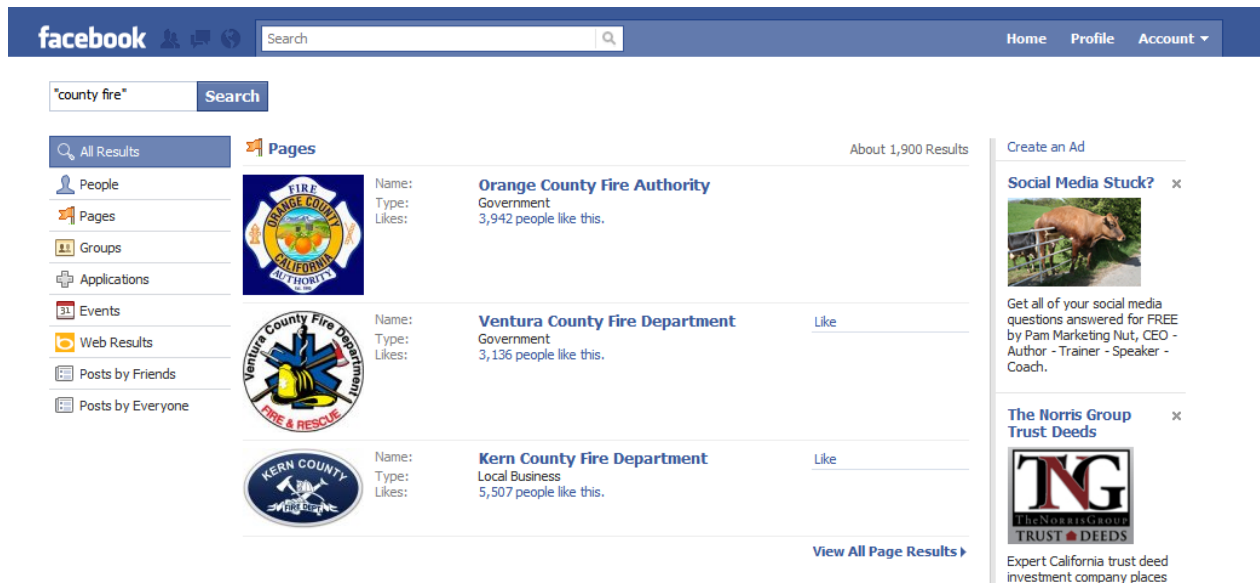 facebook
Search
Home Profile Account
"county fire" Search
All Results
People
Pages
Groups
Applications
31 Events
Web Results
Posts by Friends
Posts by Everyone
Pages About 1,900 Results
FIRE
ORANGE COUNTY
CALIFORNIA
AUTHORITY
Name: Orange County Fire Authority
Type: Government
Likes: 3,942 people like this.
Ventura County Fire Department
FIRE & RESCUE
Name: Ventura County Fire Department Like
Type: Government
Likes: 3,136 people like this.
KERN COUNTY
FIRE DEPT.
Name: Kern County Fire Department Like
Type: Local Business
Likes: 5,507 people like this.
View All Page Results
Create an Ad
Social Media Stuck? x
Get all of your social media
questions answered for FREE
by Pam Marketing Nut, CEO -
Author - Trainer - Speaker -
Coach.
The Norris Group x
Trust Deeds
TNG
THENORRISGROUP
TRUST DEEDS
Expert California trust deed
investment company places